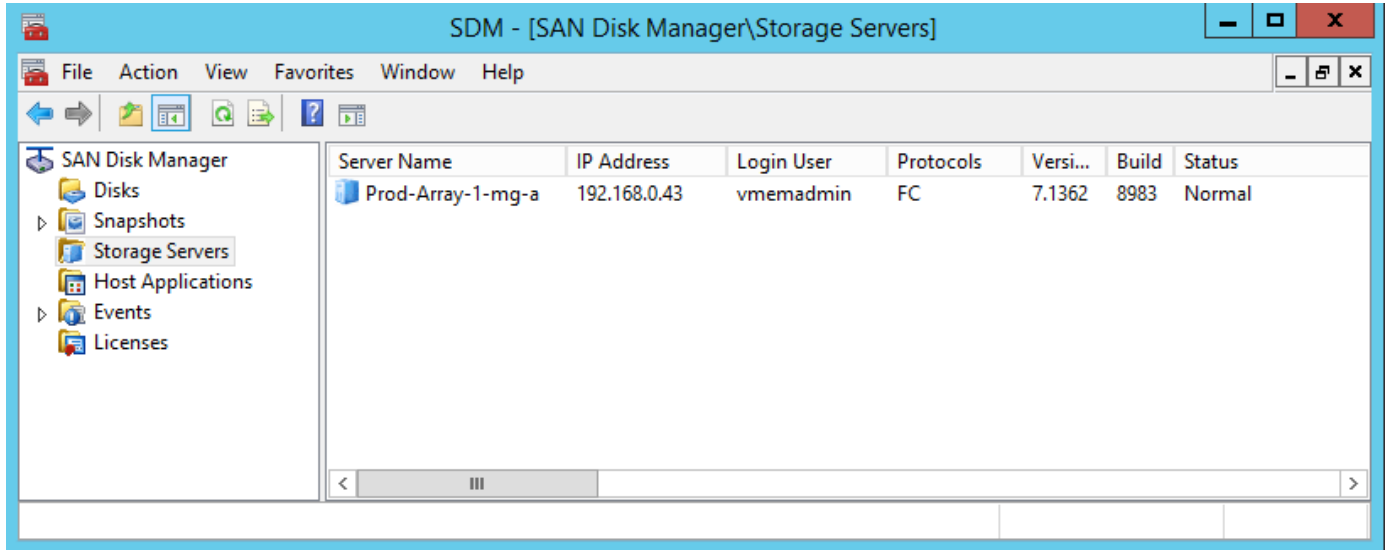 SDM - [SAN Disk Manager\Storage Servers]
File Action View Favorites Window Help
SAN Disk Manager
Disks
Snapshots
Storage Servers
Host Applications
Events
Licenses
Server Name IP Address Login User Protocols Versi... Build Status
Prod-Array-1-mg-a 192.168.0.43 vmemadmin FC 7.1362 8983 Normal